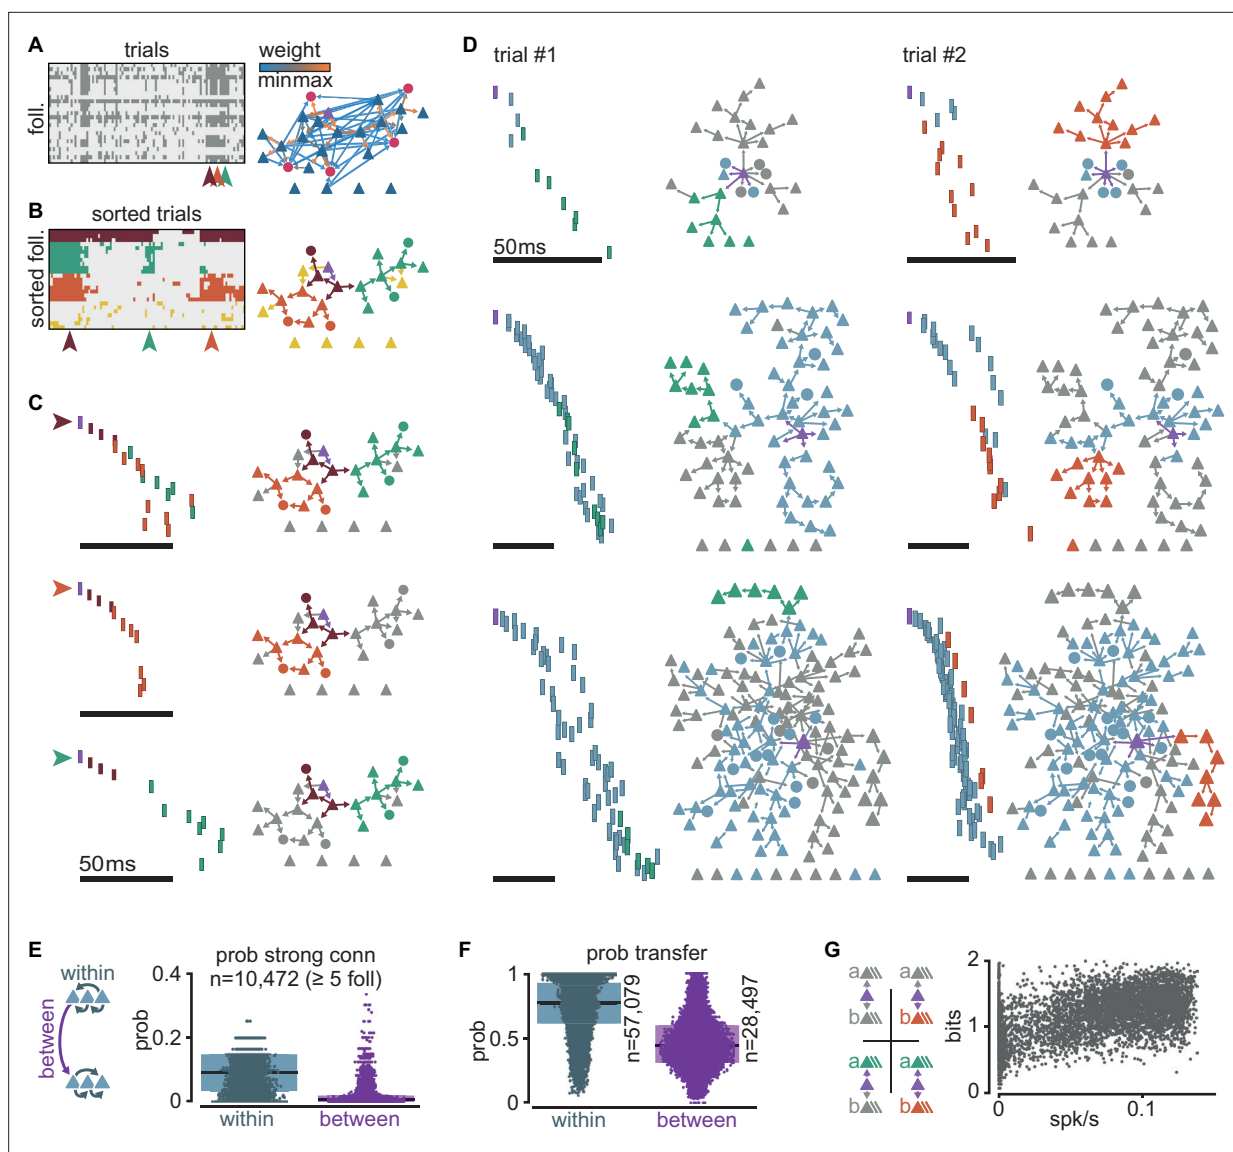 A
trials
foll.
weight
min max
B
sorted trials
sorted foll.
C
50ms
D
trial #1
trial #2
50ms
E
within
between
prob strong conn
n=10,472 (≥ 5 foll)
prob
0.4
0.2
0
within
between
F
prob transfer
prob
1
0.5
0
n=57,079
n=28,497
within
between
G
a a
b b
a a
b b
bits
2
1
0
0 0.1
spk/s